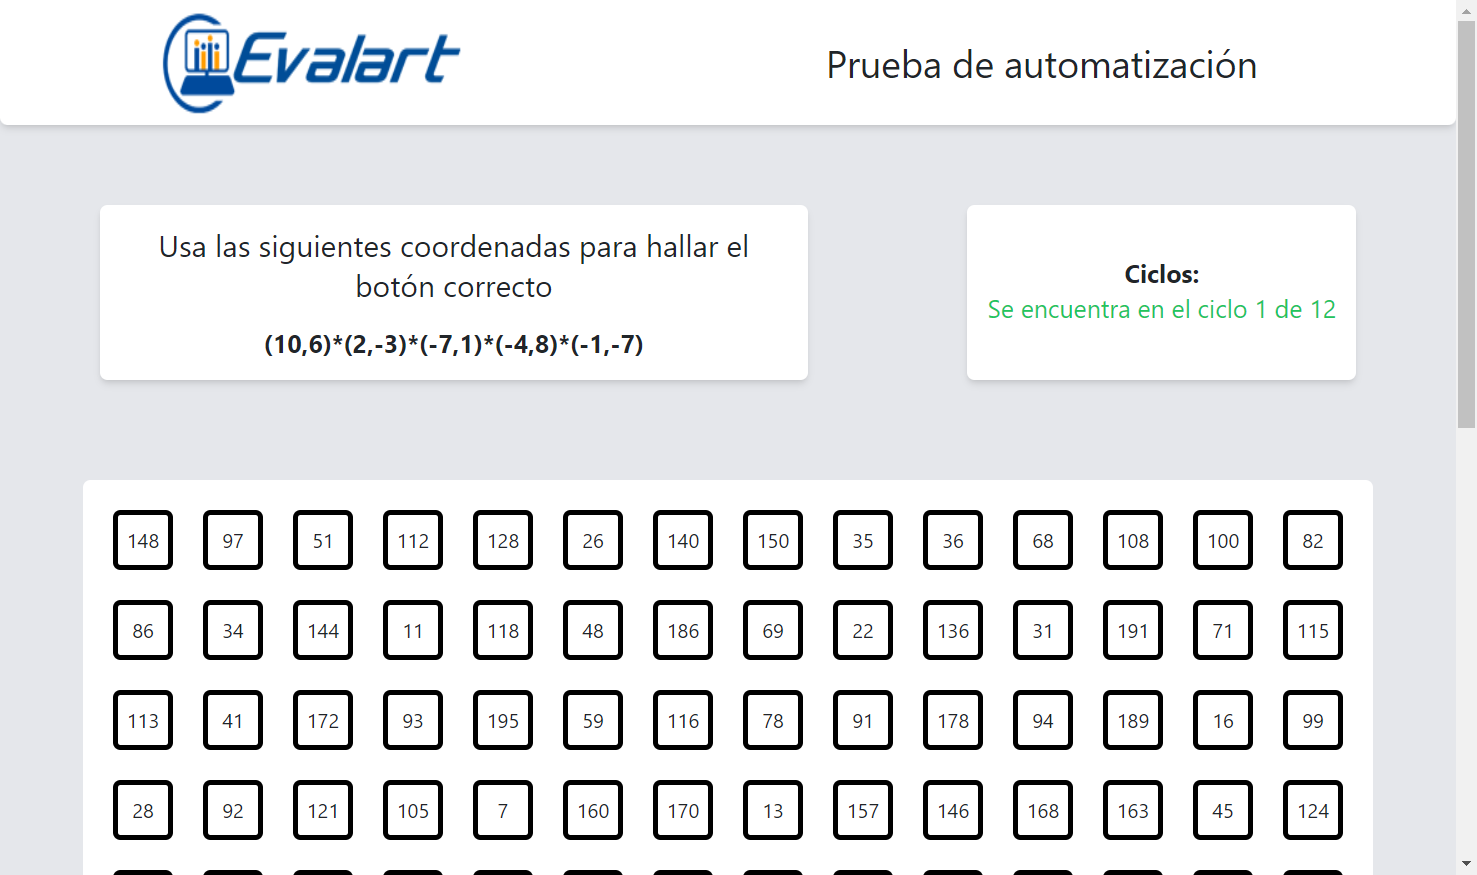 Evalart
Prueba de automatización
Usa las siguientes coordenadas para hallar el
botón correcto
(10,6)*(2,-3)*(-7,1)*(-4,8)*(-1,-7)
Ciclos:
Se encuentra en el ciclo 1 de 12
148 97 51 112 128 26 140 150 35 36 68 108 100 82
86 34 144 11 118 48 186 69 22 136 31 191 71 115
113 41 172 93 195 59 116 78 91 178 94 189 16 99
28 92 121 105 7 160 170 13 157 146 168 163 45 124